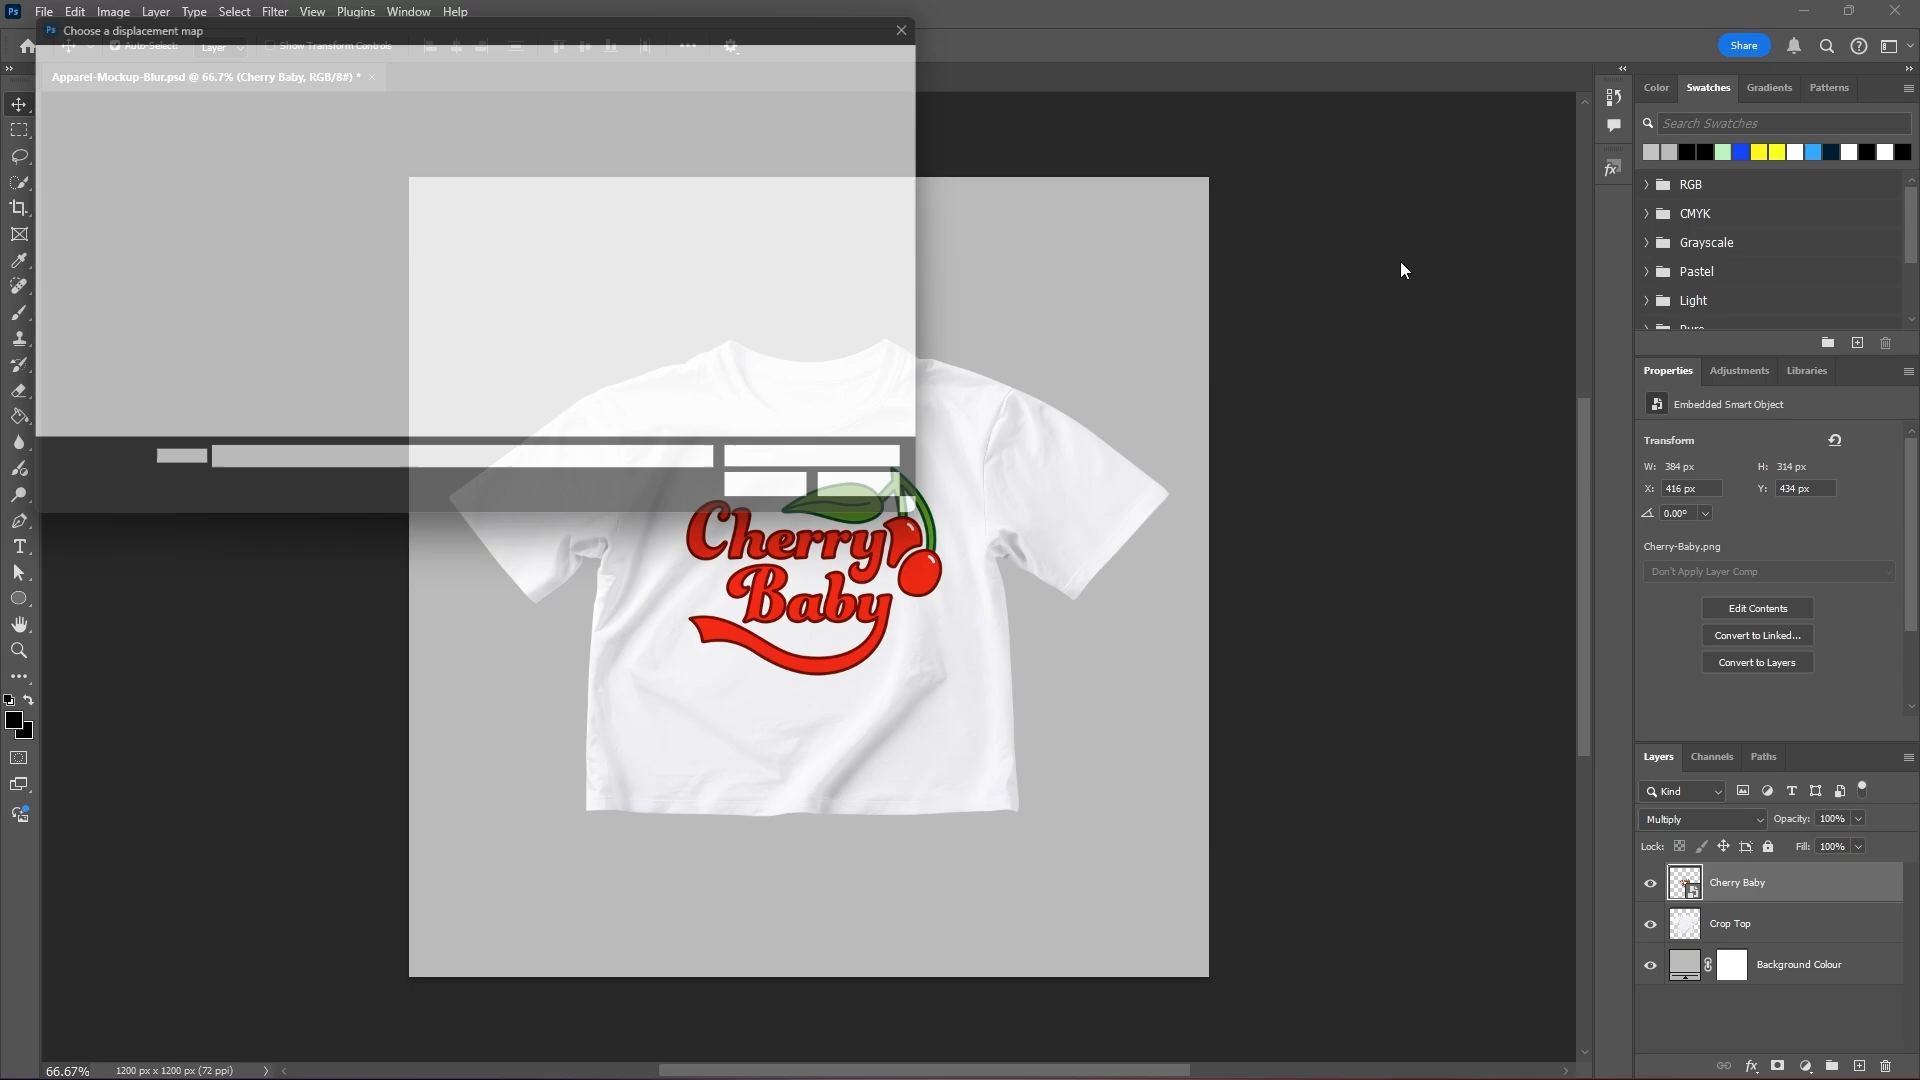 File Edit Image Layer Type Select Filter View Plugins Window Help
Choose a displacement map
Auto-Select: Layer Show Transform Controls
Share
Apparel-Mockup-Blur.psd @ 66.7% (Cherry Baby, RGB/8#) *
Color Swatches Gradients Patterns
Search Swatches
RGB
CMYK
Grayscale
Pastel
Light
Pure
Properties Adjustments Libraries
Embedded Smart Object
Transform
W: 384 px H: 314 px
X: 416 px Y: 434 px
0.00°
Cherry-Baby.png
Don't Apply Layer Comp
Edit Contents
Convert to Linked...
Convert to Layers
Cherry
Baby
Layers Channels Paths
Kind
Multiply Opacity: 100%
Lock: Fill: 100%
Cherry Baby
Crop Top
Background Colour
66.67% 1200 px x 1200 px (72 ppi)